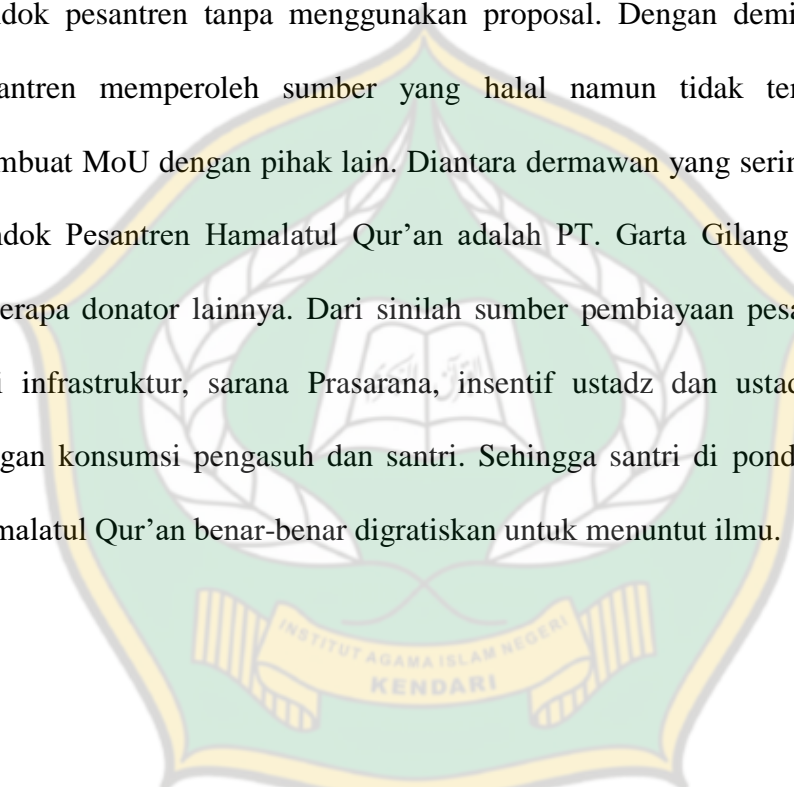 dok pesantren tanpa menggunakan proposal. Dengan demi
antren memperoleh sumber yang halal namun tidak ter
mbuat MoU dengan pihak lain. Diantara dermawan yang serin
dok Pesantren Hamalatul Qur’an adalah PT. Garta Gilang
erapa donator lainnya. Dari sinilah sumber pembiayaan pesa
i infrastruktur, sarana Prasarana, insentif ustadz dan ustad
gan konsumsi pengasuh dan santri. Sehingga santri di pond
malatul Qur’an benar-benar digratiskan untuk menuntut ilmu.
INSTITUT AGAMA ISLAM NEGERI
KENDARI